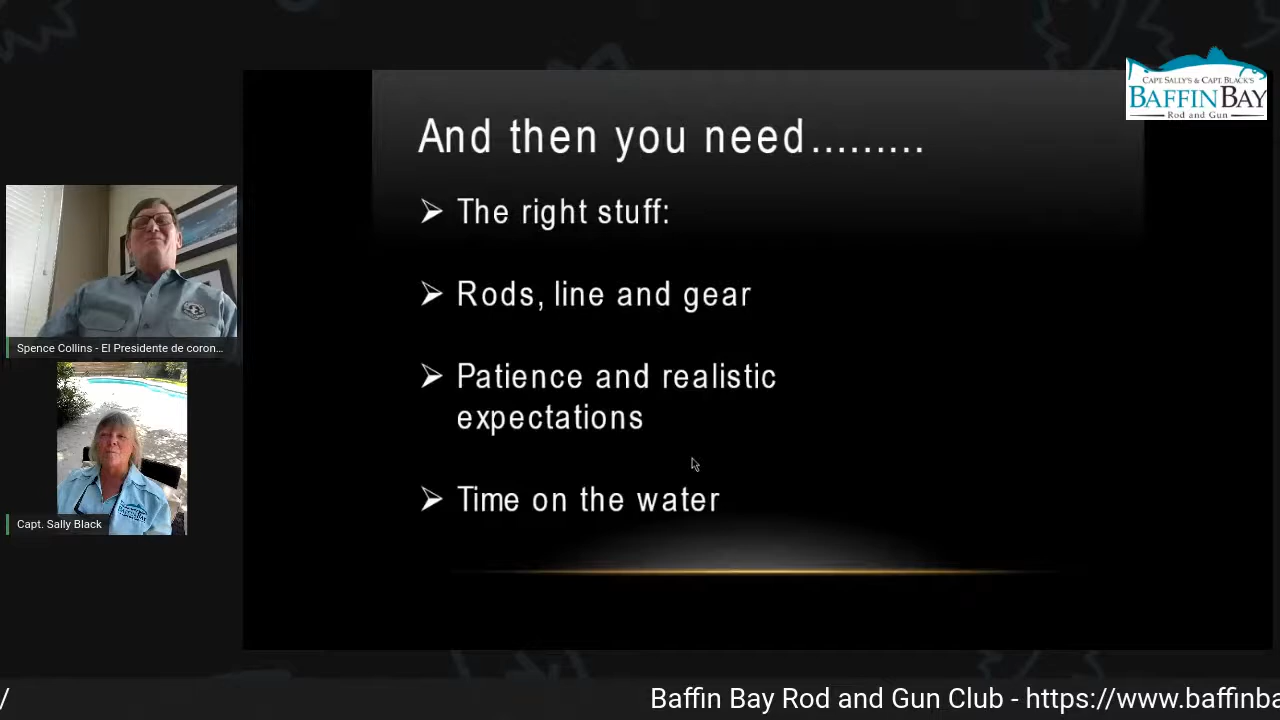 CAPT. SALLY'S & CAPT. BLACK'S
BAFFIN BAY
Rod and Gun
And then you need.........
➢ The right stuff:
➢ Rods, line and gear
➢ Patience and realistic
expectations
➢ Time on the water
Spence Collins - El Presidente de coron...
Capt. Sally Black
BAFFIN BAY
/
Baffin Bay Rod and Gun Club - https://www.baffinba